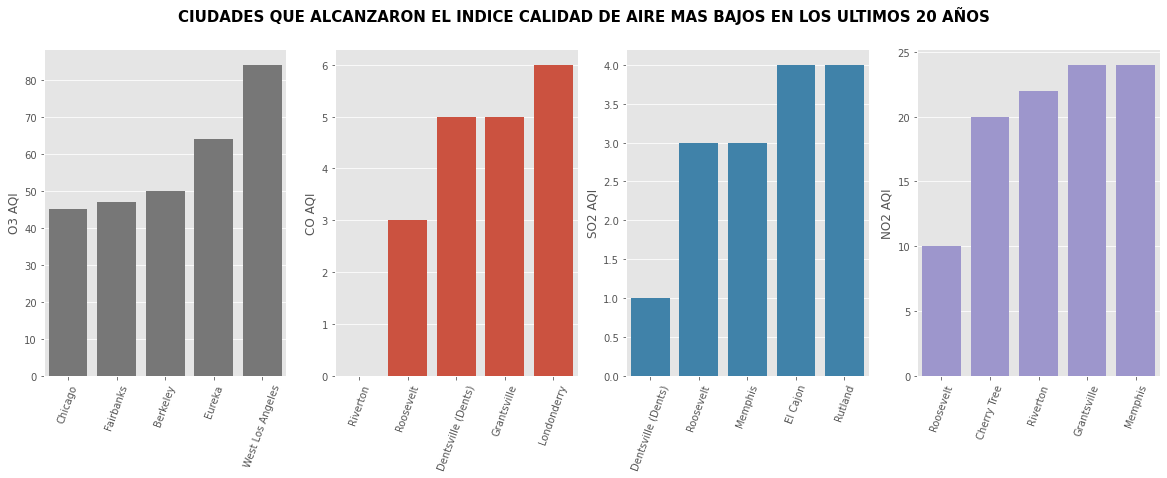 CIUDADES QUE ALCANZARON EL INDICE CALIDAD DE AIRE MAS BAJOS EN LOS ULTIMOS 20 AÑOS
O3 AQI
80
70
60
50
40
30
20
10
0
Chicago
Fairbanks
Berkeley
Eureka
West Los Angeles
CO AQI
6
5
4
3
2
1
0
Riverton
Roosevelt
Dentsville (Dents)
Grantsville
Londonderry
SO2 AQI
4.0
3.5
3.0
2.5
2.0
1.5
1.0
0.5
0.0
Dentsville (Dents)
Roosevelt
Memphis
El Cajon
Rutland
NO2 AQI
25
20
15
10
5
0
Roosevelt
Cherry Tree
Riverton
Grantsville
Memphis